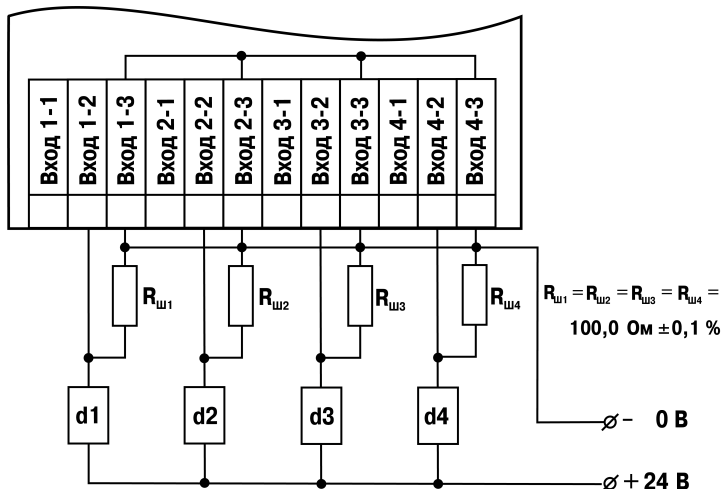 Вход 1-1
Вход 1-2
Вход 1-3
Вход 2-1
Вход 2-2
Вход 2-3
Вход 3-1
Вход 3-2
Вход 3-3
Вход 4-1
Вход 4-2
Вход 4-3
Rш1
Rш2
Rш3
Rш4
Rш1 = Rш2 = Rш3 = Rш4 =
100,0 Ом ±0,1 %
d1
d2
d3
d4
− 0 В
+ 24 В